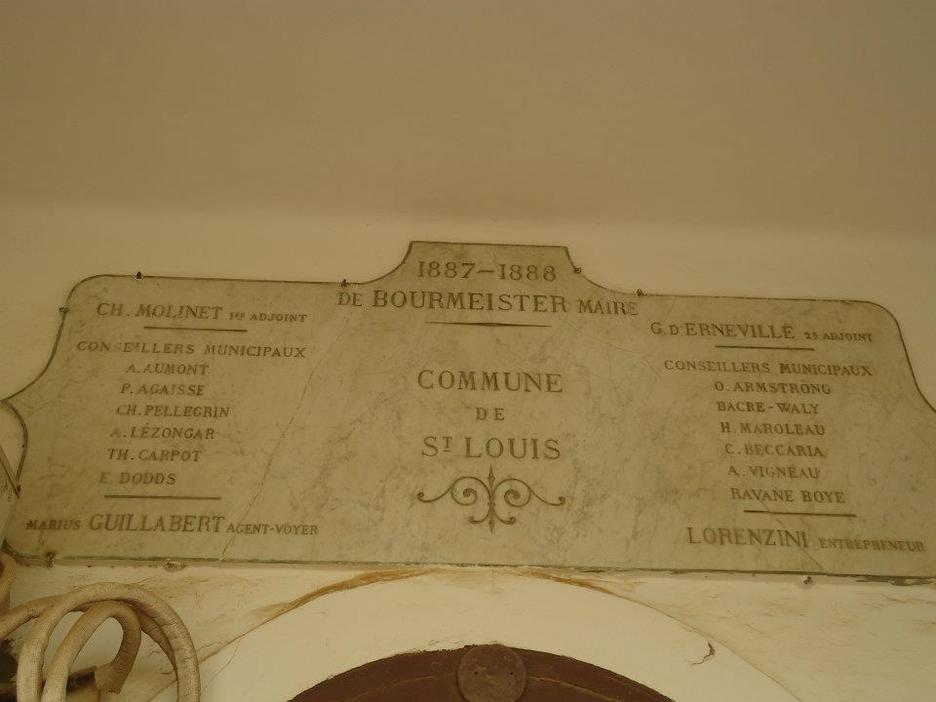 1887-1888
DE BOURMEISTER MAIRE
CH. MOLINET 1ER ADJOINT
CONSEILLERS MUNICIPAUX
A. AUMONT
P. AGAISSE
CH. PELLEGRIN
A. LÉZONGAR
TH. CARPOT
E. DODDS
MARIUS GUILLABERT AGENT-VOYER
COMMUNE
DE
ST LOUIS
G. D'ERNEVILLE 2E ADJOINT
CONSEILLERS MUNICIPAUX
O. ARMSTRONG
BACRE-WALY
H. MAROLEAU
C. BECCARIA
A. VIGNEAU
RAVANE BOYE
LORENZINI ENTREPRENEUR